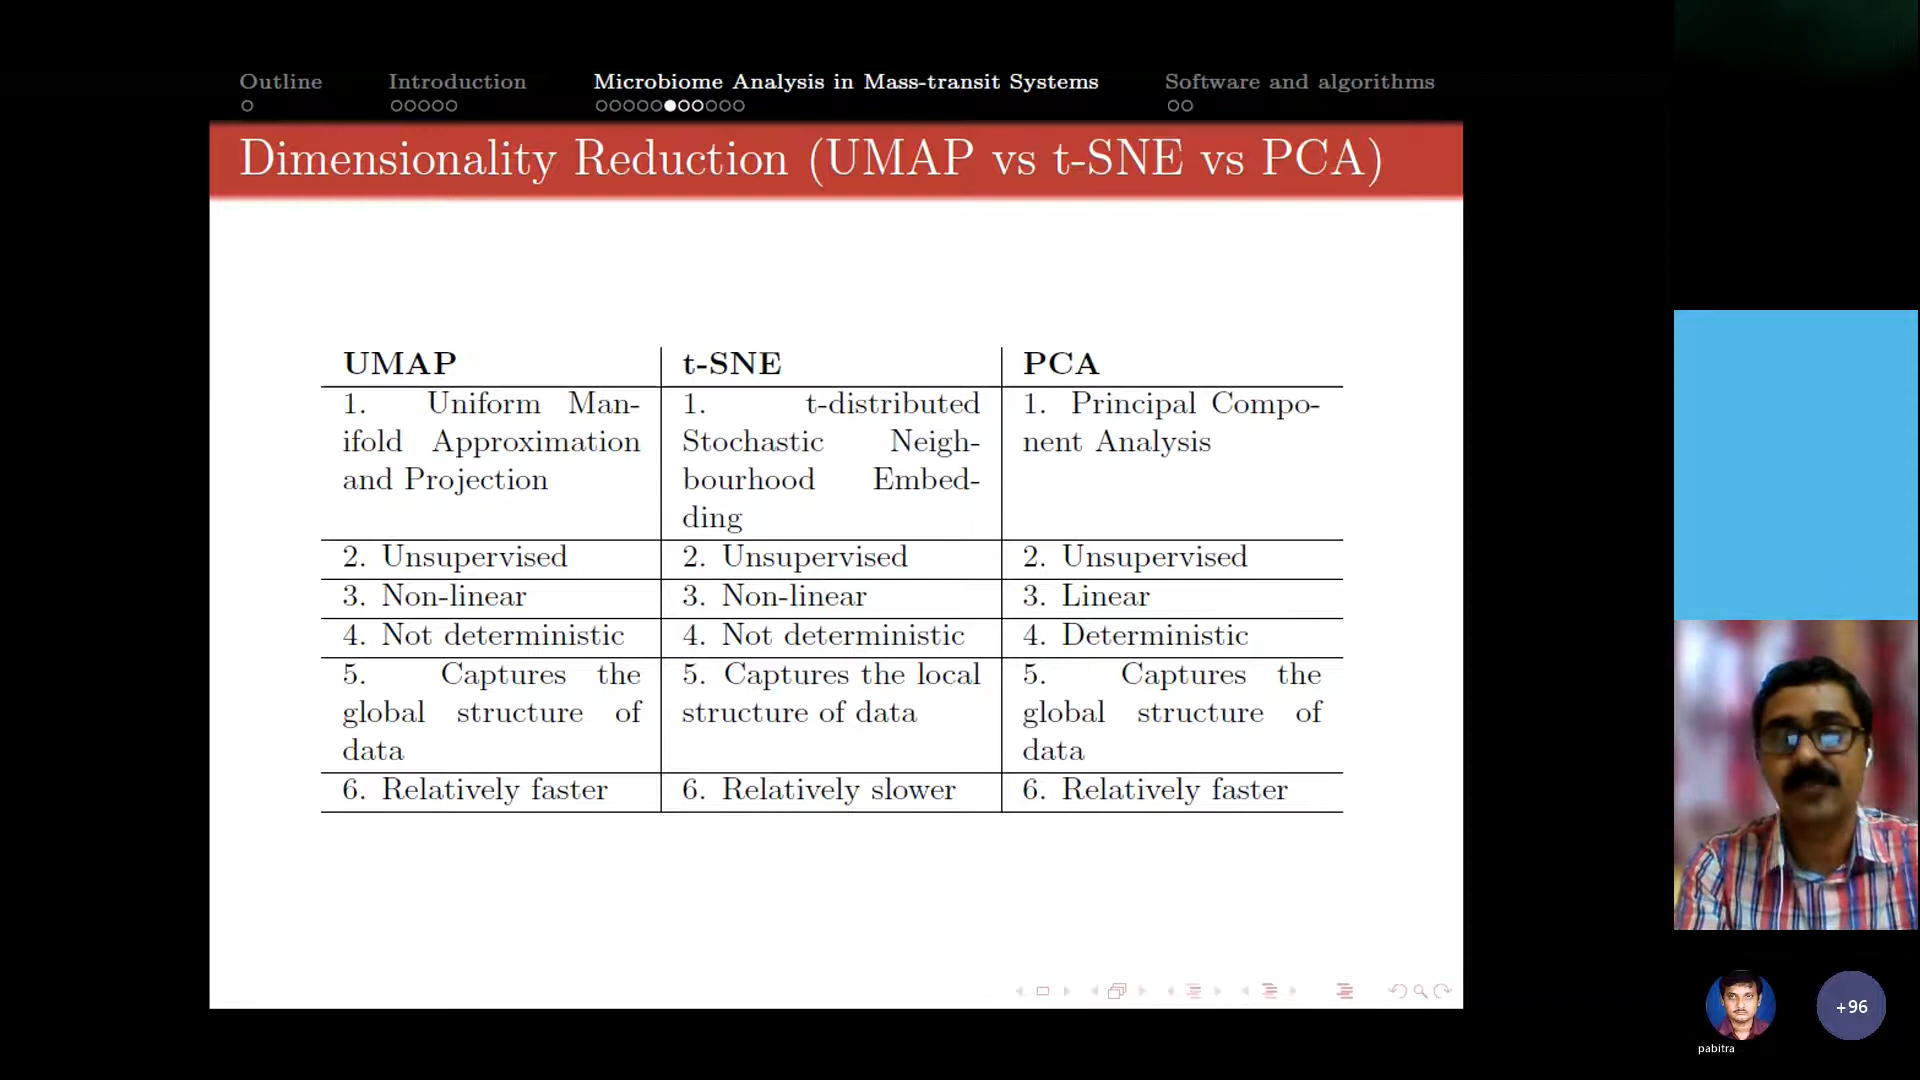 Outline Introduction Microbiome Analysis in Mass-transit Systems Software and algorithms
Dimensionality Reduction (UMAP vs t-SNE vs PCA)
UMAP t-SNE PCA
1. Uniform Man-
ifold Approximation
and Projection
1. t-distributed
Stochastic Neigh-
bourhood Embed-
ding
1. Principal Compo-
nent Analysis
2. Unsupervised 2. Unsupervised 2. Unsupervised
3. Non-linear 3. Non-linear 3. Linear
4. Not deterministic 4. Not deterministic 4. Deterministic
5. Captures the
global structure of
data
5. Captures the local
structure of data
5. Captures the
global structure of
data
6. Relatively faster 6. Relatively slower 6. Relatively faster
+96
pabitra